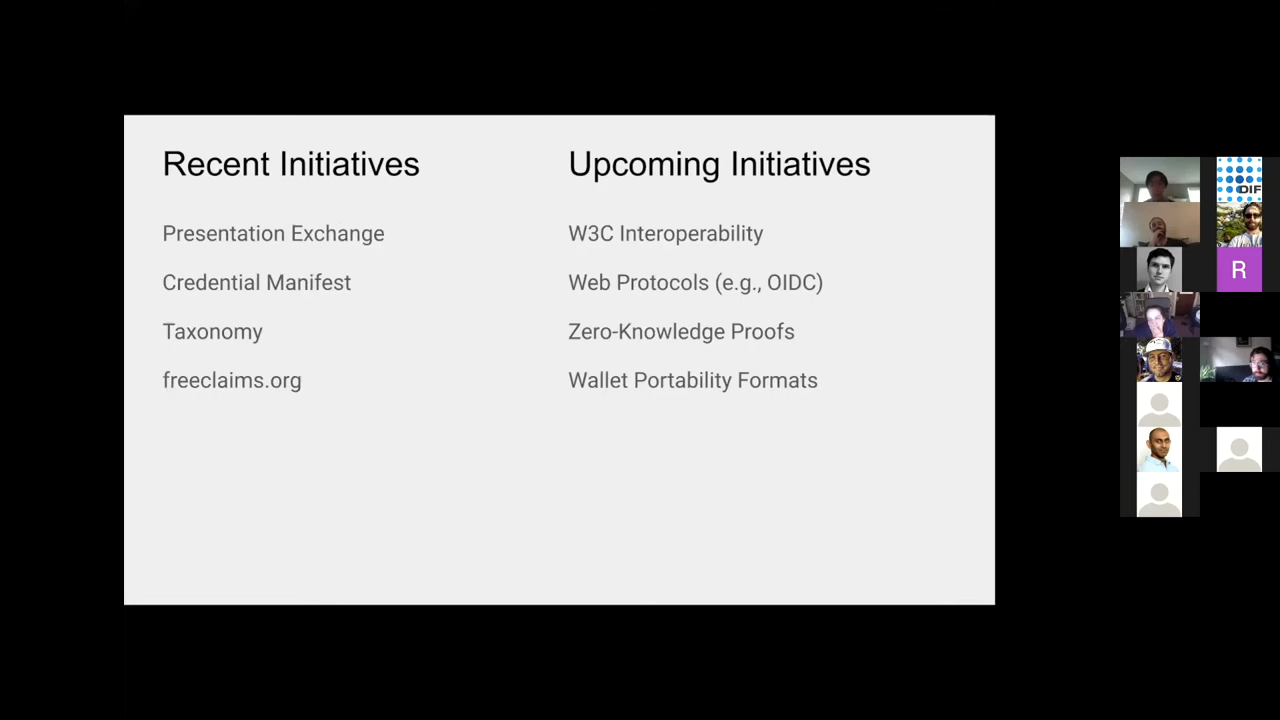 Recent Initiatives
Presentation Exchange
Credential Manifest
Taxonomy
freeclaims.org
Upcoming Initiatives
W3C Interoperability
Web Protocols (e.g., OIDC)
Zero-Knowledge Proofs
Wallet Portability Formats
DIF
R